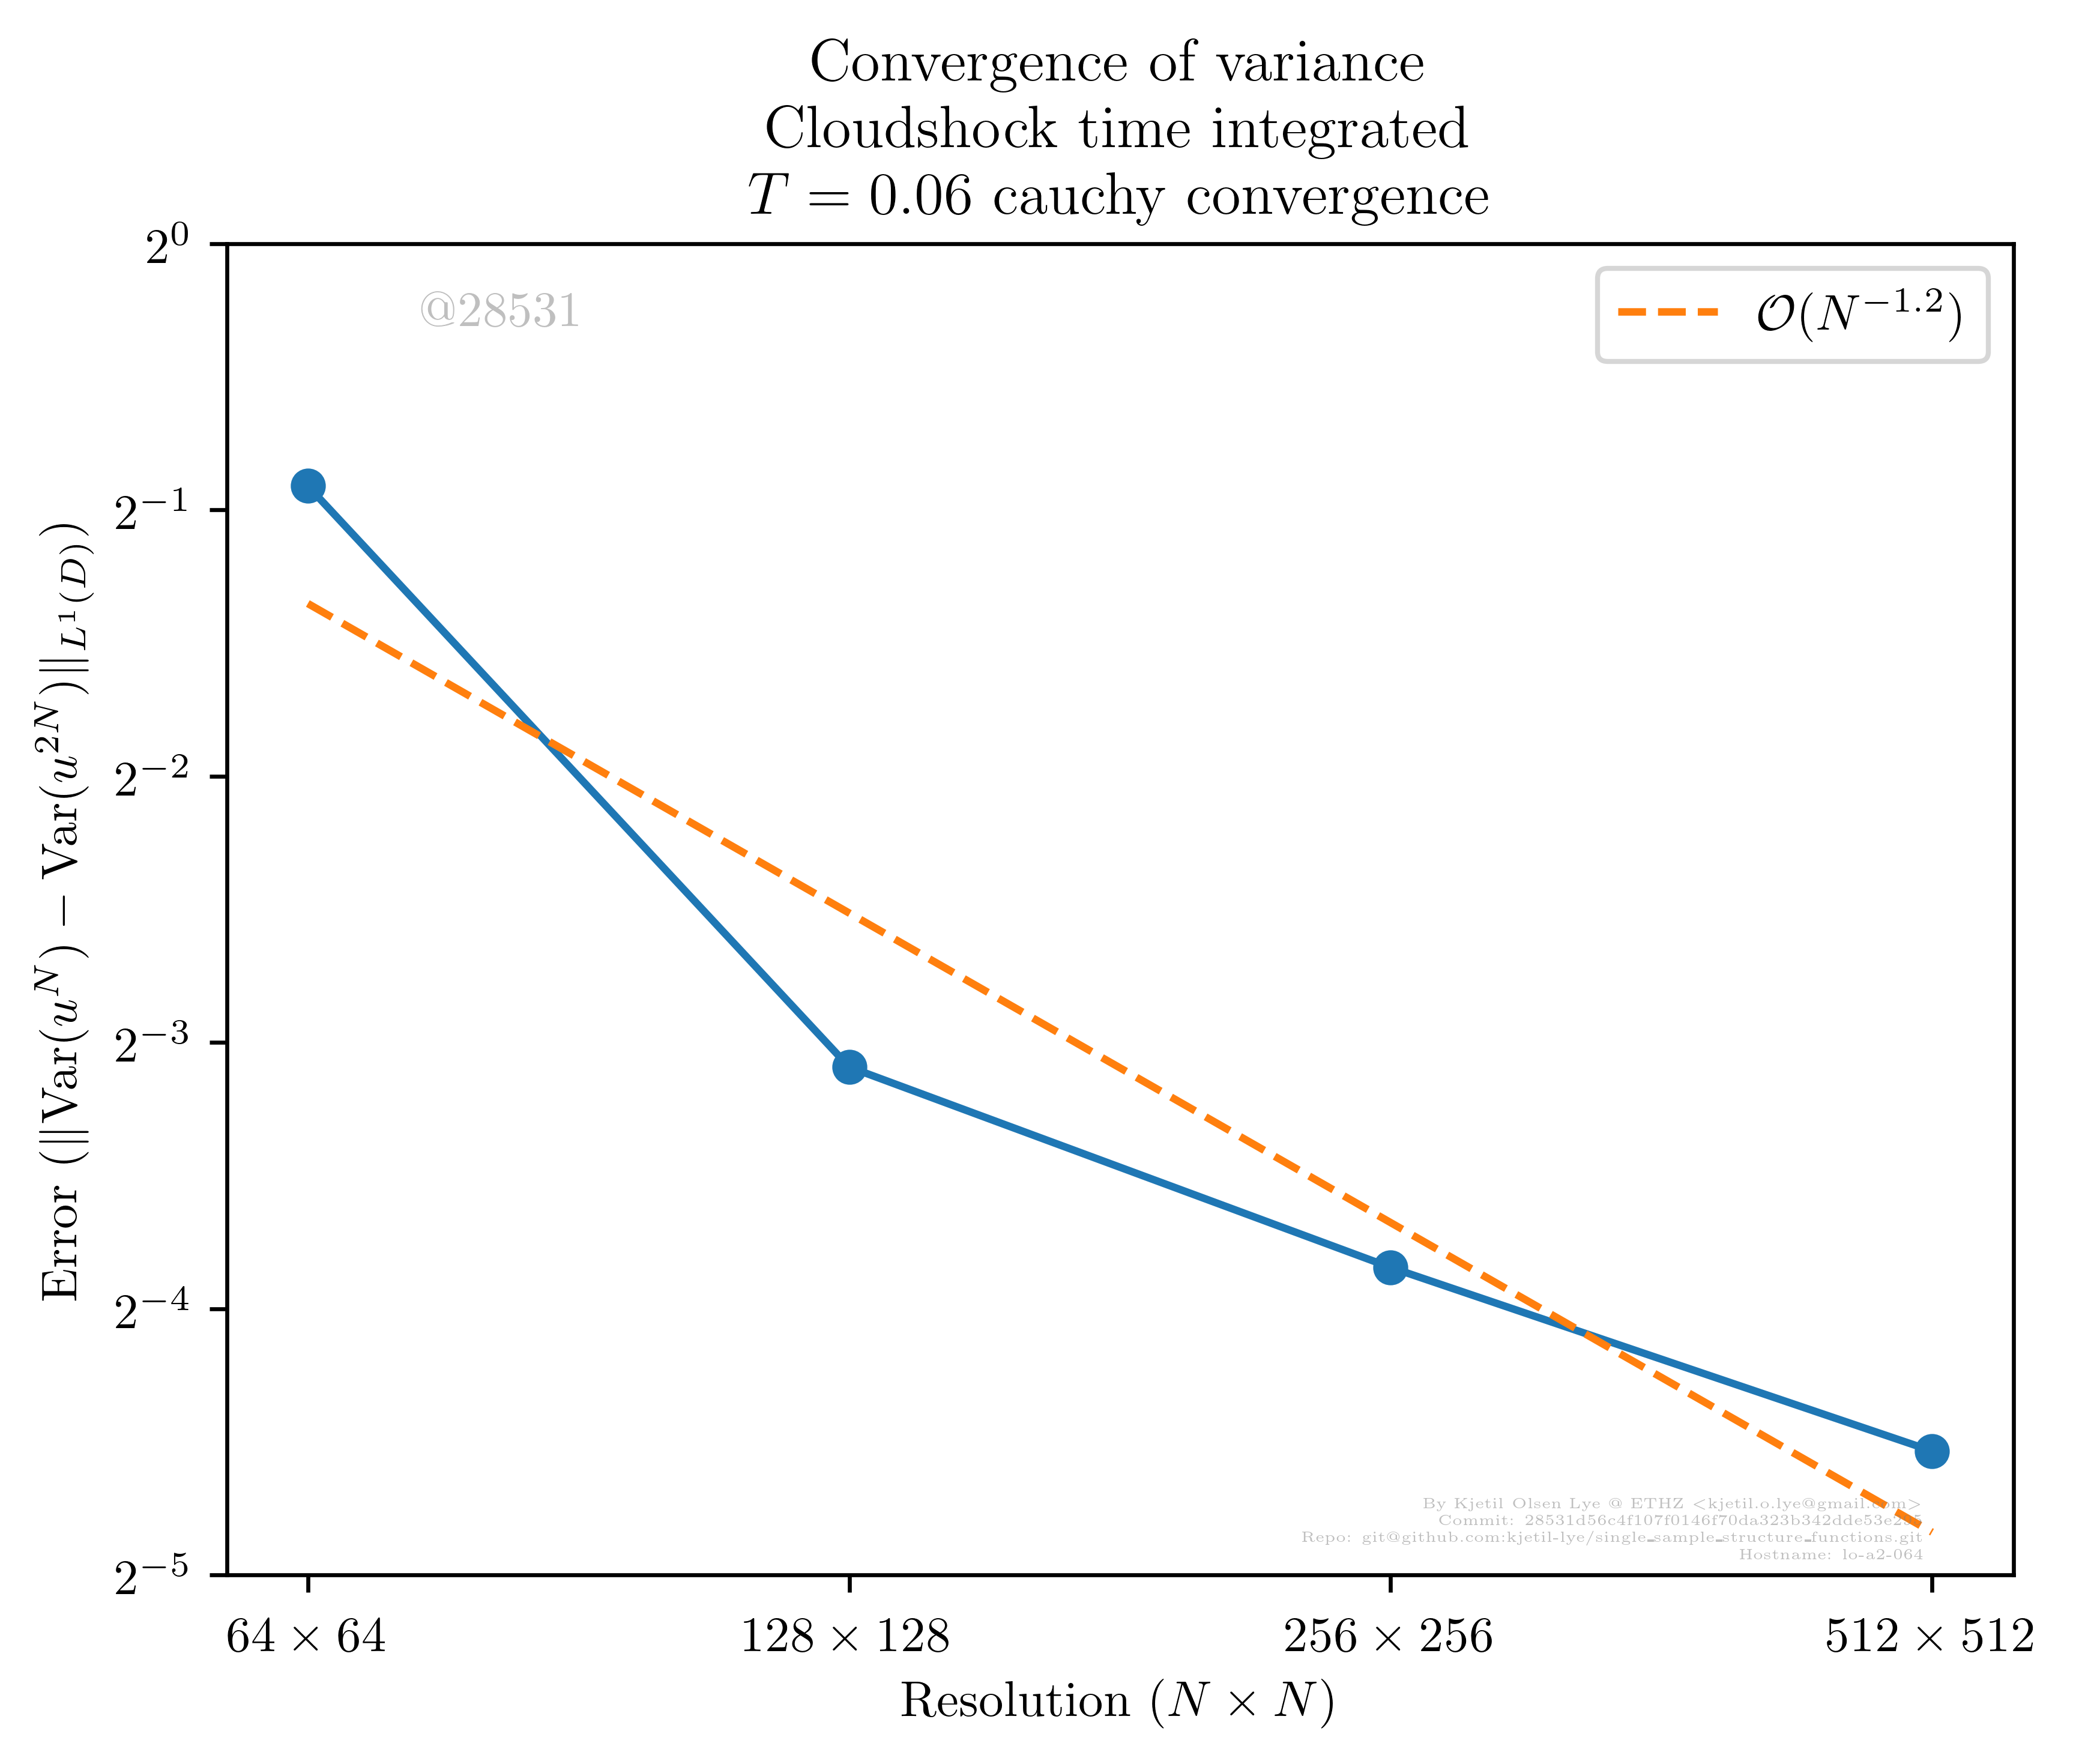 Convergence of variance
Cloudshock time integrated
T = 0.06 cauchy convergence
@28531
O(N^{-1.2})
2^0
2^{-1}
2^{-2}
2^{-3}
2^{-4}
2^{-5}
Error (||Var(u^N) − Var(u^{2N})||_{L^1(D)})
By Kjetil Olsen Lye @ ETHZ <kjetil.o.lye@gmail.com>
Commit: 
Repo: git@github.com:kjetil-lye/single_sample_structure_functions.git
Hostname: lo-a2-064
64 × 64
128 × 128
256 × 256
512 × 512
Resolution (N × N)